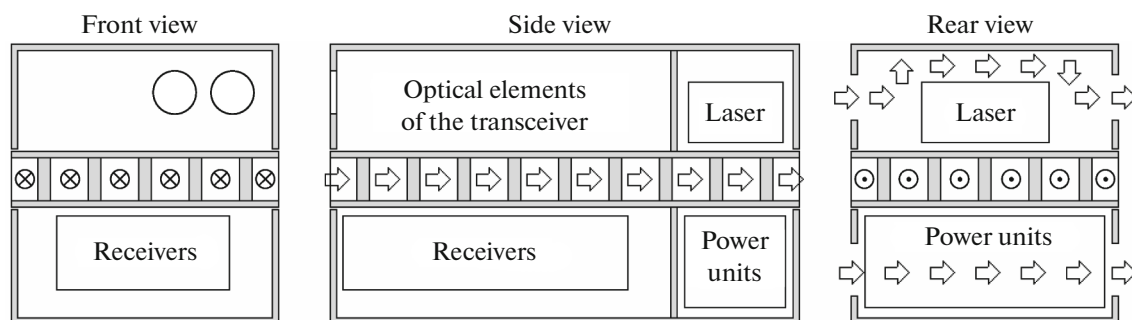 Front view
Side view
Rear view
Optical elements
of the transceiver
Laser
Laser
Receivers
Receivers
Power
units
Power units